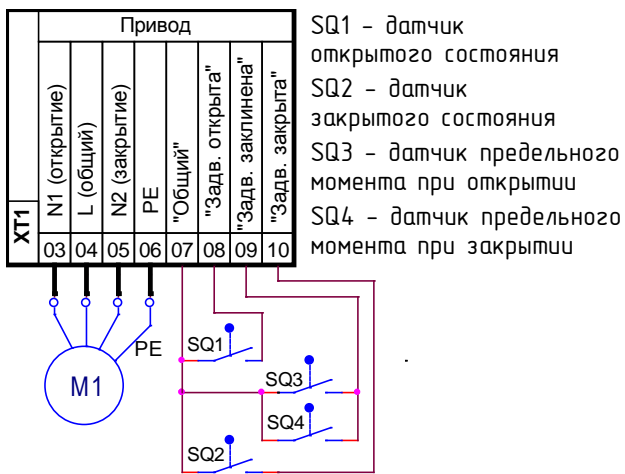 Привод
XT1
N1 (открытие)
L (общий)
N2 (закрытие)
PE
"Общий"
"Задв. открыта"
"Задв. заклинена"
"Задв. закрыта"
03 04 05 06 07 08 09 10
SQ1 - датчик
открытого состояния
SQ2 - датчик
закрытого состояния
SQ3 - датчик предельного
момента при открытии
SQ4 - датчик предельного
момента при закрытии
PE
M1
SQ1
SQ3
SQ4
SQ2